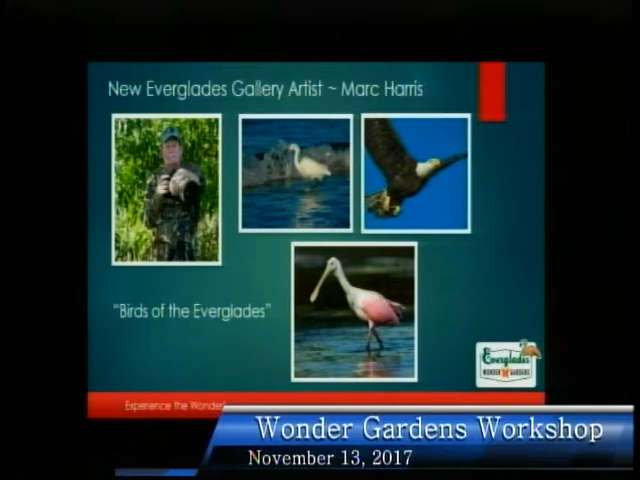 New Everglades Gallery Artist ~ Marc Harris
"Birds of the Everglades"
Everglades
WONDER GARDENS
Experience the Wonder!
Wonder Gardens Workshop
November 13, 2017